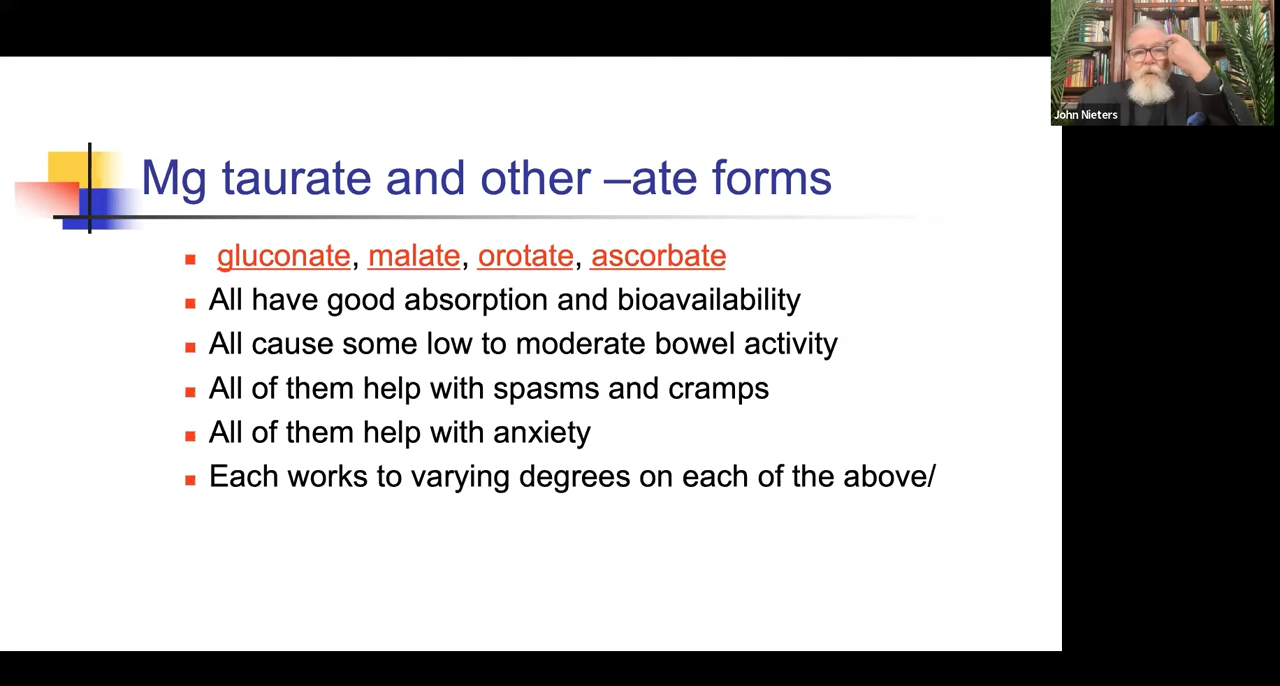 John Nieters
Mg taurate and other –ate forms
gluconate, malate, orotate, ascorbate
All have good absorption and bioavailability
All cause some low to moderate bowel activity
All of them help with spasms and cramps
All of them help with anxiety
Each works to varying degrees on each of the above/